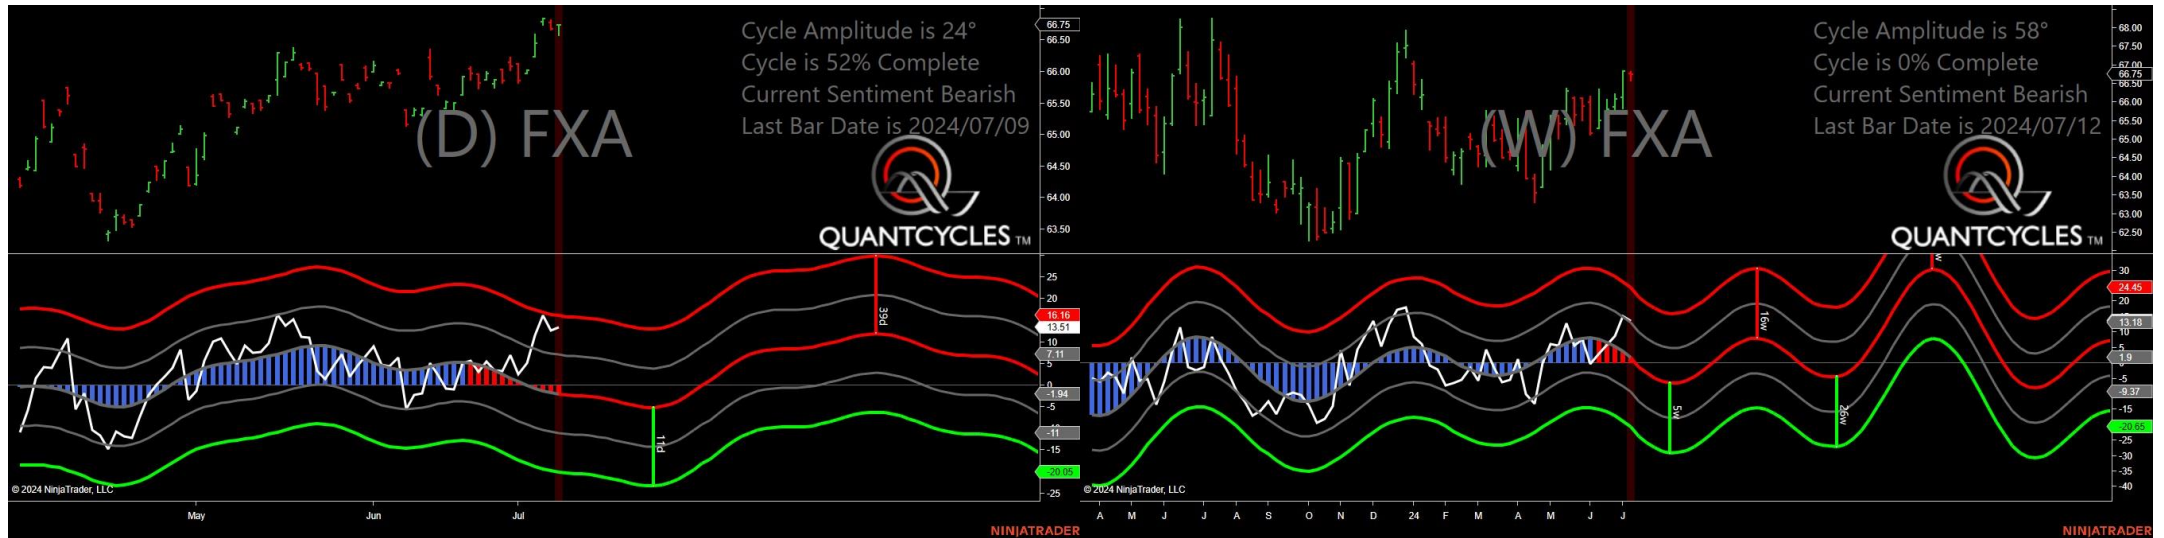 Cycle Amplitude is 24°
Cycle is 52% Complete
Current Sentiment Bearish
Last Bar Date is 2024/07/09
(D) FXA
QUANTCYCLES TM
66.75
66.50
66.00
65.50
65.00
64.50
64.00
63.50
25
20
16.16
13.51
10
7.11
5
0
-1.94
-5
-11
-15
-20.05
-25
39d
11d
© 2024 NinjaTrader, LLC
May Jun Jul
NINJATRADER
Cycle Amplitude is 58°
Cycle is 0% Complete
Current Sentiment Bearish
Last Bar Date is 2024/07/12
(W) FXA
QUANTCYCLES TM
68.00
67.50
67.00
66.75
66.50
66.00
65.50
65.00
64.50
64.00
63.50
63.00
62.50
30
24.45
20
13.18
10
5
1.9
-5
-9.37
-15
-20.65
-25
-30
-35
-40
w
16w
5w
26w
© 2024 NinjaTrader, LLC
A M J J A S O N D 24 F M A M J J
NINJATRADER